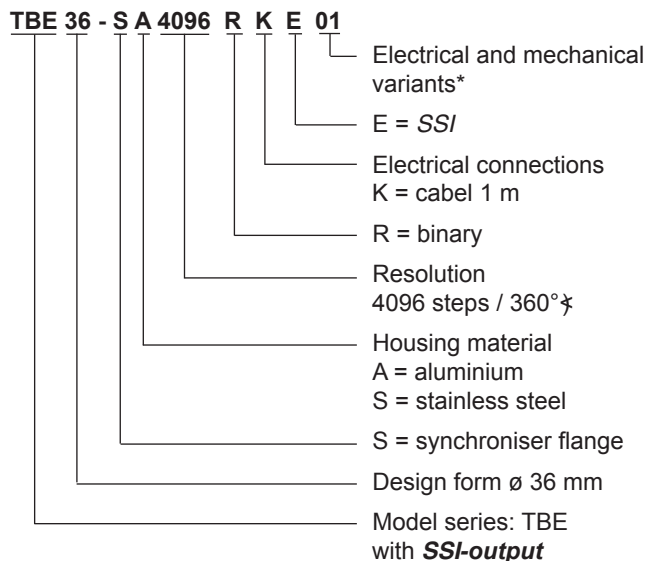 TBE 36 - S A 4096 R K E 01
Electrical and mechanical
variants*
E = SSI
Electrical connections
K = cabel 1 m
R = binary
Resolution
4096 steps / 360°∢
Housing material
A = aluminium
S = stainless steel
S = synchroniser flange
Design form ø 36 mm
Model series: TBE
with SSI-output